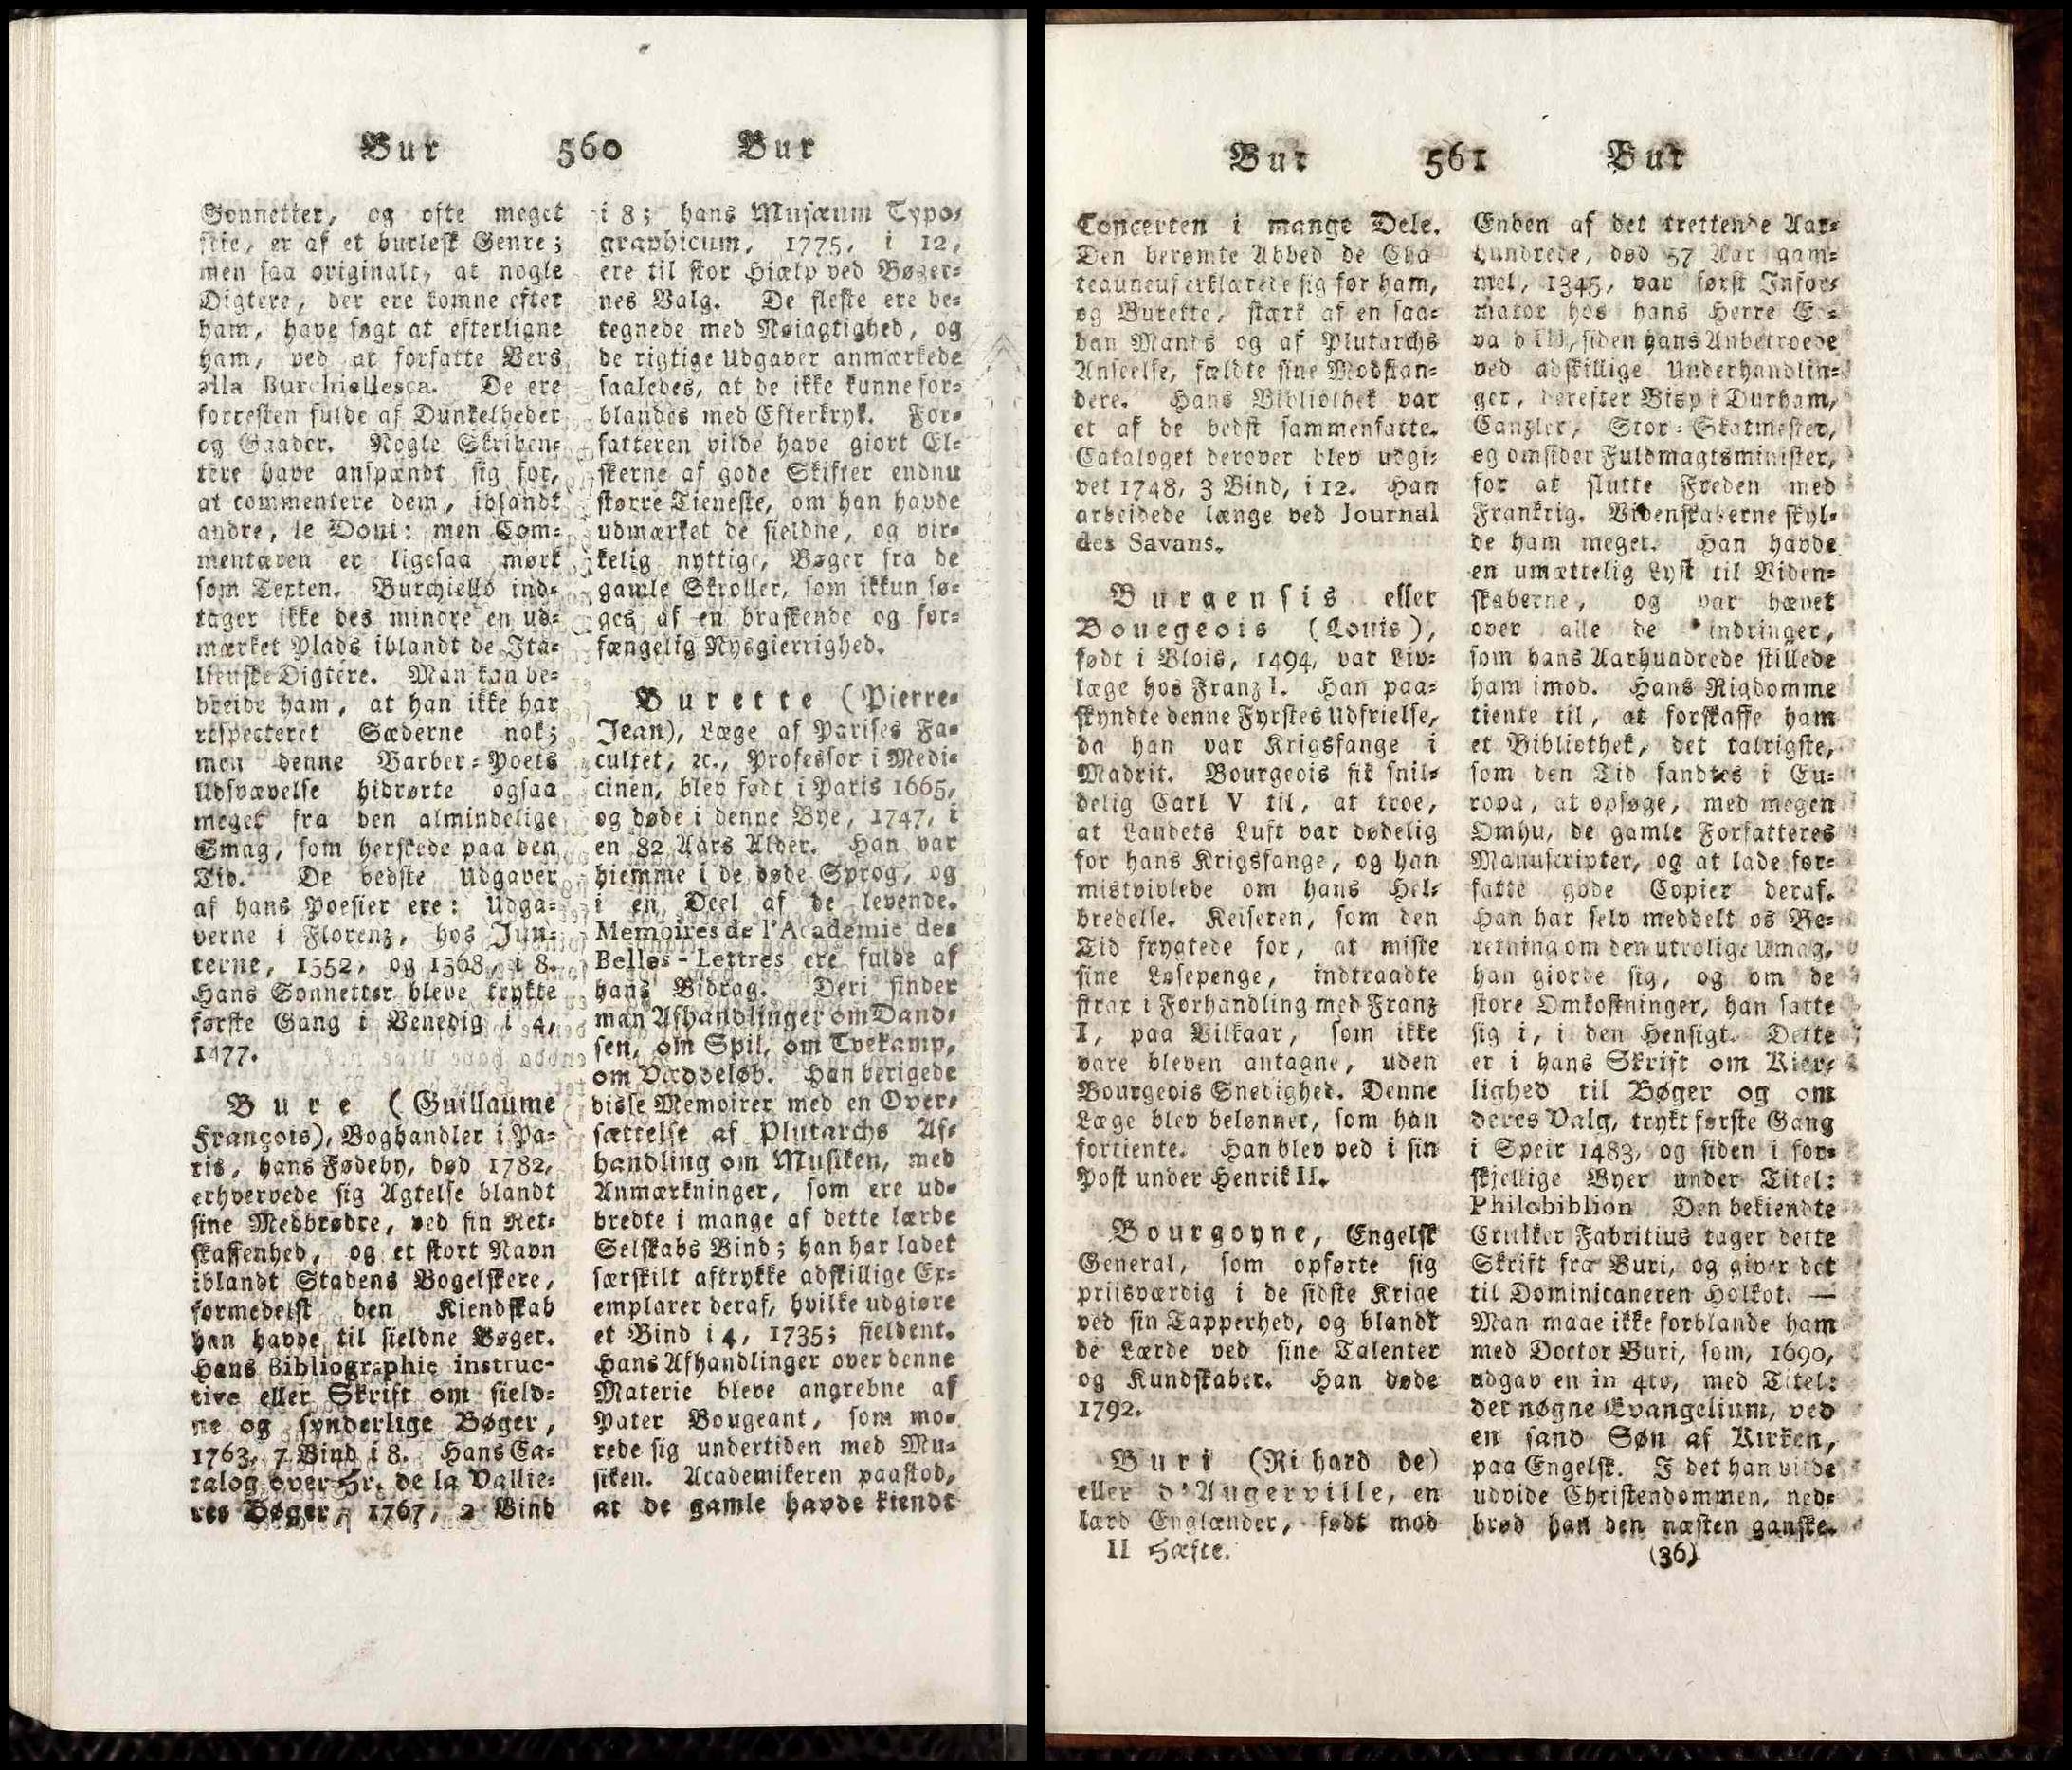 Bur 560 Bur
Sonnetter, og ofte meget
frie, er af et burlesk Genre;
men saa originalt, at nogle
Digtere, der ere komne efter
ham, have søgt at efterligne
ham, ved at forfatte Vers
alla Burchiellesca. De ere
forresten fulde af Dunkelheder
og Gaader. Nogle Skriben-
tere have anspændt sig for,
at commentere dem, iblandt
andre, le Doni: men Com-
mentaren er ligesaa mørk
som Texten. Burchiello ind-
tager ikke des mindre en ud-
mærket Plads iblandt de Ita-
lienske Digtere. Man kan be-
breide ham, at han ikke har
respecteret Sæderne nok;
men denne Barber-Poets
Udsvævelse hidrørte ogsaa
meget fra den almindelige
Smag, som herskede paa den
Tid. De bedste Udgaver
af hans Poesier ere: Udga-
verne i Florenz, hos Jun-
terne, 1552, og 1568, i 8.
Hans Sonnetter bleve trykte
første Gang i Venedig i 4,
1477.
Bure (Guillaume
François), Boghandler i Pa-
ris, hans Fødeby, død 1782,
erhvervede sig Agtelse blandt
sine Medbrødre, ved sin Ret-
skaffenhed, og et stort Navn
iblandt Stadens Bogelskere,
formedelst den Kiendskab
han havde til sieldne Bøger.
Hans Bibliographie instruc-
tive eller Skrift om sield-
ne og synderlige Bøger,
1763, 7 Bind i 8. Hans Ca-
talog over Hr. de la Vallie-
res Bøger, 1767, 2 Bind
i 8; hans Musæum Typo-
graphicum, 1775, i 12,
ere til stor Hiælp ved Bøger-
nes Valg. De fleste ere be-
tegnede med Nøiagtighed, og
de rigtige Udgaver anmærkede
saaledes, at de ikke kunne for-
blandes med Eftertryk. For-
fatteren vilde have giort El-
skerne af gode Skifter endnu
større Tieneste, om han havde
udmærket de sieldne, og vir-
kelig nyttige, Bøger fra de
gamle Skroller, som ikkun sø-
ges af en braskende og for-
fængelig Nysgierrighed.
Burette (Pierre-
Jean), Læge af Parises Fa-
cultet, ec., Professor i Medi-
cinen, blev født i Paris 1665,
og døde i denne Bye, 1747, i
en 82 Aars Alder. Han var
hiemme i de døde Sprog, og
i en Deel af de levende.
Memoires de l'Academie des
Belles-Lettres ere fulde af
hans Bidrag. Deri finder
man Afhandlinger om Dand-
sen, om Spil, om Tvekamp,
om Væddeløb. Han berigede
disse Memoirer med en Over-
sættelse af Plutarchs Af-
handling om Musiken, med
Anmærkninger, som ere ud-
bredte i mange af dette lærde
Selskabs Bind; han har ladet
særskilt aftrykke adskillige Ex-
emplarer deraf, hvilke udgiøre
et Bind i 4, 1735; sieldent.
Hans Afhandlinger over denne
Materie bleve angrebne af
Pater Bougeant, som mo-
rede sig undertiden med Mu-
siken. Academikeren paastod,
at de gamle havde kiendt
Bur 561 Bur
Concerten i mange Dele.
Den berømte Abbed de Cha
teauneuf erklærete sig for ham,
og Burette, stærk af en saa-
dan Mands og af Plutarchs
Anseelse, fældte sine Modstan-
dere. Hans Bibliothek var
et af de bedst sammensatte.
Cataloget derover blev udgi-
vet 1748, 3 Bind, i 12. Han
arbeidede længe ved Journal
des Savans.
Burgensis eller
Bouegeois (Louis),
født i Blois, 1494, var Liv-
læge hos Franz I. Han paa-
skyndte denne Fyrstes Udfrielse,
da han var Krigsfange i
Madrit. Bourgeois fik snil-
delig Carl V til, at troe,
at Landets Luft var dødelig
for hans Krigsfange, og han
mistvivlede om hans Hel-
bredelse. Keiseren, som den
Tid frygtede for, at miste
sine Løsepenge, indtraadte
strax i Forhandling med Franz
I, paa Vilkaar, som ikke
vare bleven antagne, uden
Bourgeois Snedighet. Denne
Læge blev belønnet, som han
fortiente. Han blev ved i sin
Post under Henrik II.
Bourgoyne, Engelsk
General, som opførte sig
priisværdig i de sidste Krige
ved sin Tapperhed, og blandt
de Lærde ved sine Talenter
og Kundskaber. Han døde
1792.
Buri (Ri hard de)
eller d'Augerville, en
lærd Englænder, født mod
II Hæfte.
Enden af det trettende Aar-
hundrede, død 57 Aar gam-
mel, 1345, var først Infor-
mator hos hans Herre
va d III, siden hans Anbetroede
ved adskillige Underhandlin-
ger, derefter Bisp i Durham,
Canzler, Stor-Skatmester,
og omsider Fuldmagtsminister,
for at slutte Freden med
Frankrig. Videnskaberne skyl-
de ham meget. Han havde
en umættelig Lyst til Viden-
skaberne, og var hævet
over alle de indringer,
som hans Aarhundrede stillede
ham imod. Hans Rigdomme
tiente til, at forskaffe ham
et Bibliothek, det talrigste,
som den Tid fandtes i Eu-
ropa, at opsøge, med megen
Omhu, de gamle Forfatteres
Manuscripter, og at lade for-
fatte gode Copier deraf.
Han har selv meddelt os Be-
retning om den utrolige Umag,
han giorde sig, og om de
store Omkostninger, han satte
sig i, i den Hensigt. Dette
er i hans Skrift om Kier-
lighed til Bøger og om
deres Valg, trykt første Gang
i Speir 1483, og siden i for-
skjellige Byer under Titel:
Philobiblion Den bekiendte
Critiker Fabritius tager dette
Skrift fra Buri, og giver det
til Dominicaneren Holkot. —
Man maae ikke forblande ham
med Doctor Buri, som, 1690,
udgav en in 4to, med Titel:
det nøgne Evangelium, ved
en sand Søn af Kirken,
paa Engelsk. I det han vilde
udvide Christendommen, ned-
brød han den næsten ganske.
(36)